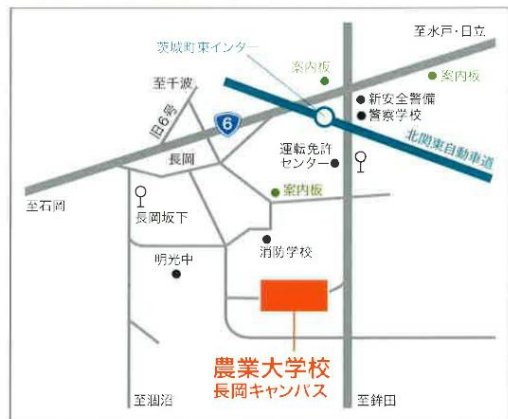 至水戸・日立
茨城町東インター
案内板
案内板
至千波
旧6号
6
新安全警備
警察学校
北関東自動車道
長岡
運転免許
センター
至石岡
案内板
長岡坂下
消防学校
明光中
農業大学校
長岡キャンパス
至涸沼
至鉾田